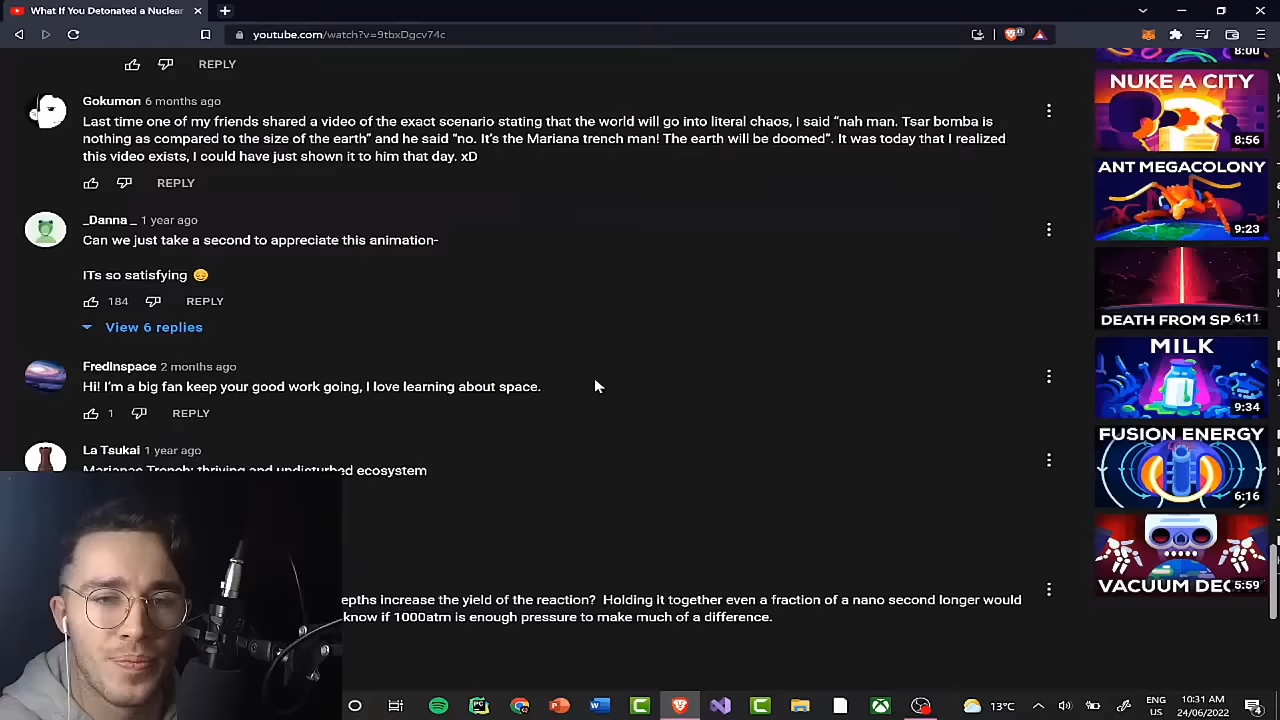 What If You Detonated a Nuclear
youtube.com/watch?v=9tbxDgcv74c
REPLY
8:00
Gokumon 6 months ago
Last time one of my friends shared a video of the exact scenario stating that the world will go into literal chaos, I said “nah man. Tsar bomba is
nothing as compared to the size of the earth” and he said “no. It’s the Mariana trench man! The earth will be doomed”. It was today that I realized
this video exists, I could have just shown it to him that day. xD
REPLY
NUKE A CITY
8:56
ANT MEGACOLONY
9:23
_Danna _ 1 year ago
Can we just take a second to appreciate this animation-
ITs so satisfying 😌
184 REPLY
View 6 replies
DEATH FROM SP
6:11
FredInspace 2 months ago
Hi! I’m a big fan keep your good work going, I love learning about space.
1 REPLY
MILK
9:34
La Tsukai 1 year ago
Marianae Trench: thriving and undisturbed ecosystem
FUSION ENERGY
6:16
VACUUM DEC
5:59
epths increase the yield of the reaction? Holding it together even a fraction of a nano second longer would
know if 1000atm is enough pressure to make much of a difference.
13°C
ENG
US
10:31 AM
24/06/2022
4